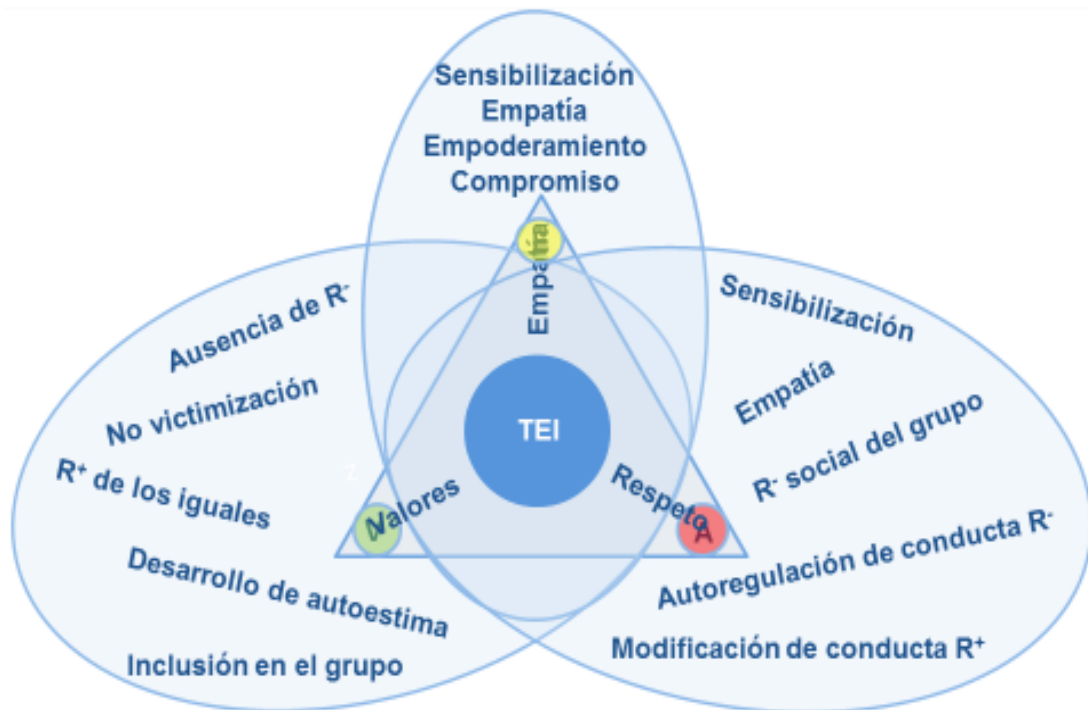 Sensibilización
Empatía
Empoderamiento
Compromiso
Empatía
Ausencia de R⁻
No victimización
R⁺ de los iguales
Desarrollo de autoestima
Inclusión en el grupo
TEI
Valores
Respeto
A
Sensibilización
Empatía
R⁻ social del grupo
Autoregulación de conducta R⁻
Modificación de conducta R⁺